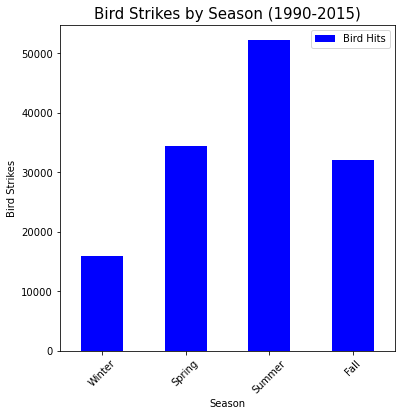 Bird Strikes by Season (1990-2015)
Bird Hits
50000
40000
30000
20000
10000
0
Bird Strikes
Winter
Spring
Summer
Fall
Season